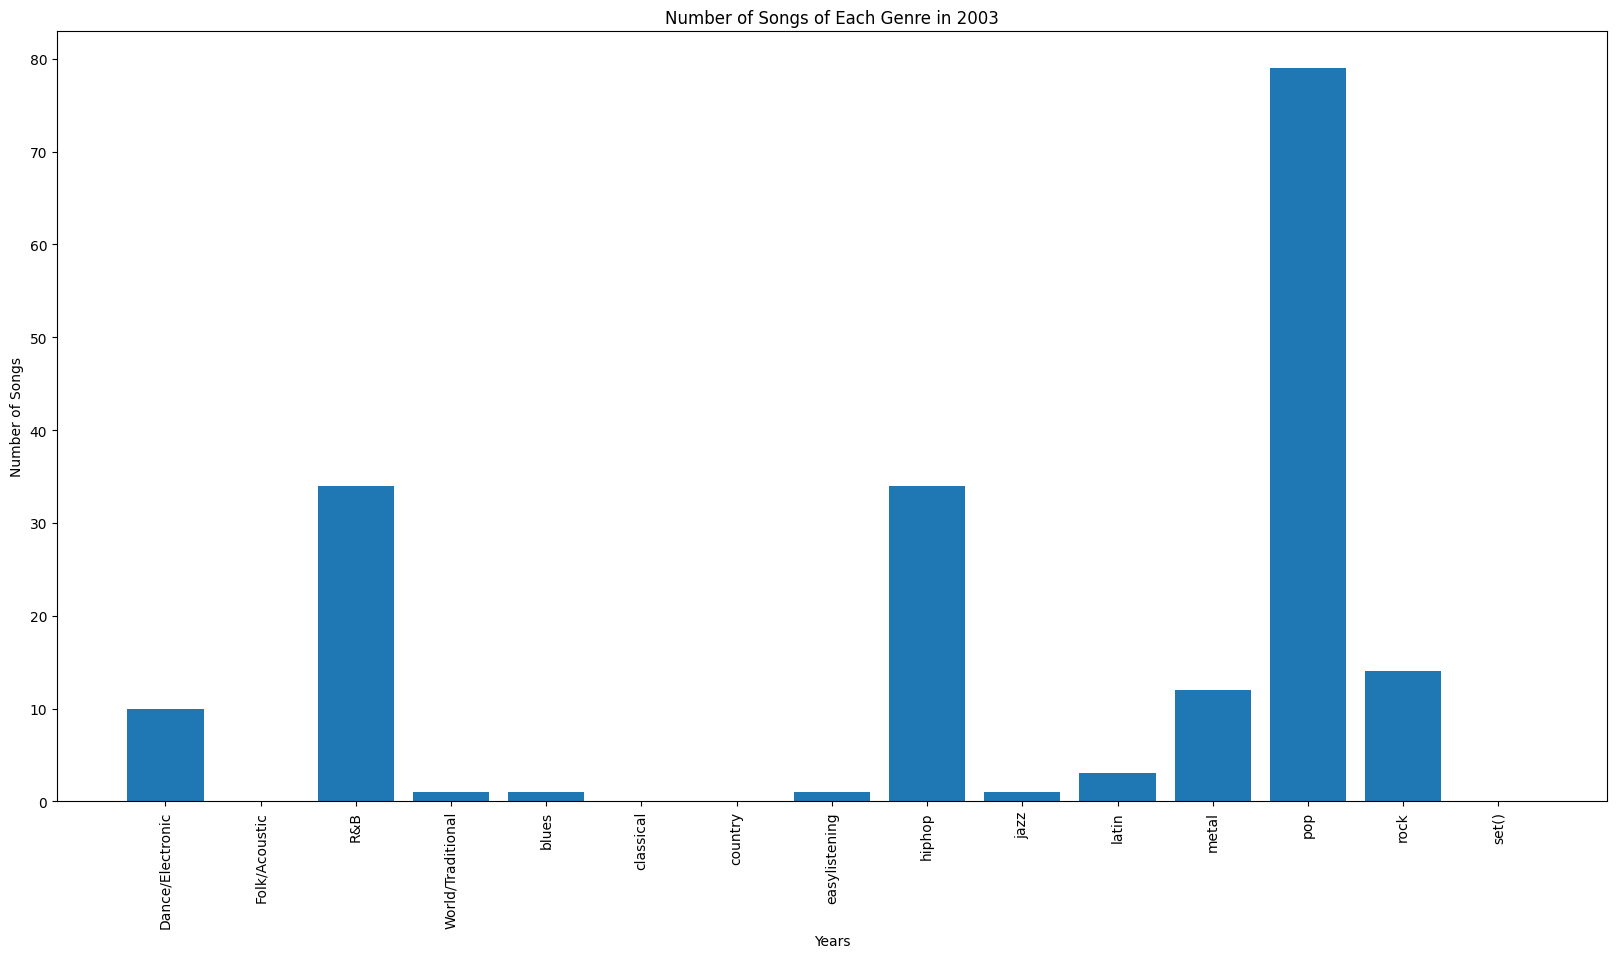 Number of Songs of Each Genre in 2003
Number of Songs
80
70
60
50
40
30
20
10
0
Dance/Electronic
Folk/Acoustic
R&B
World/Traditional
blues
classical
country
easylistening
hiphop
jazz
latin
metal
pop
rock
set()
Years